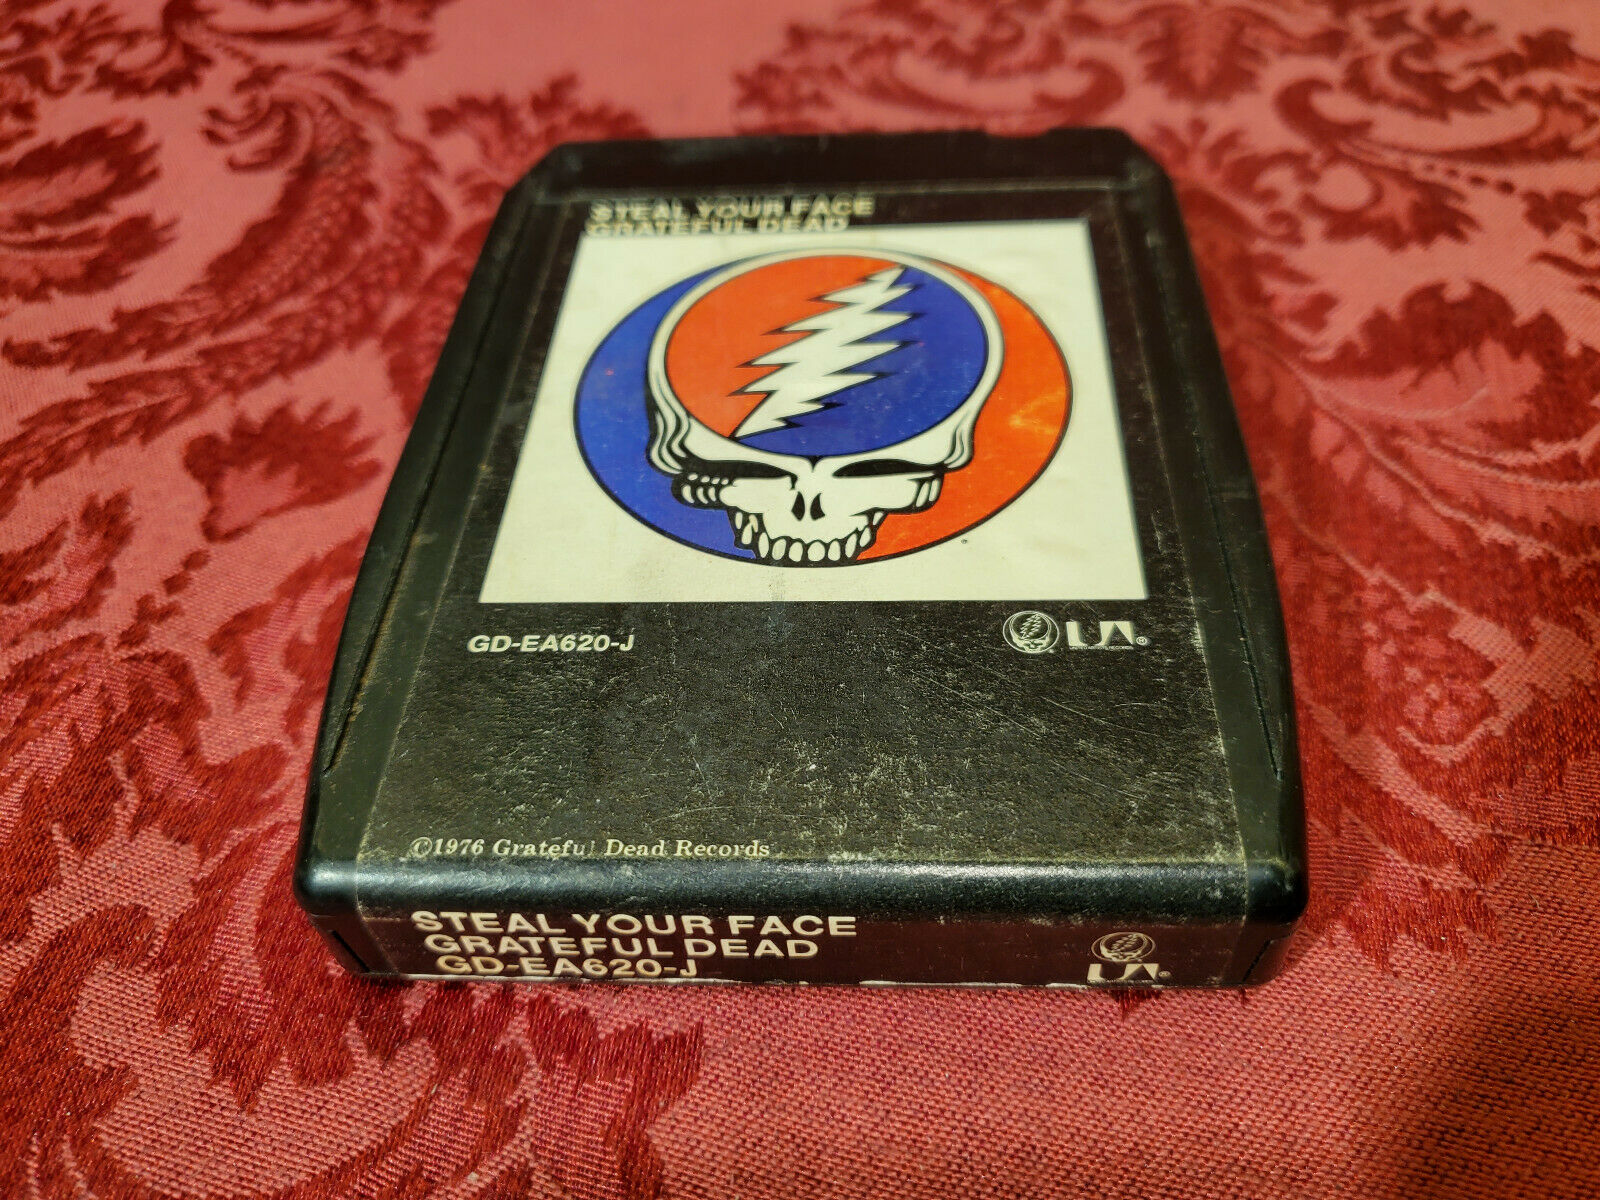 STEAL YOUR FACE
GRATEFUL DEAD
GD-EA620-J
UA®
©1976 Grateful Dead Records
STEAL YOUR FACE
GRATEFUL DEAD
GD-EA620-J
UA®